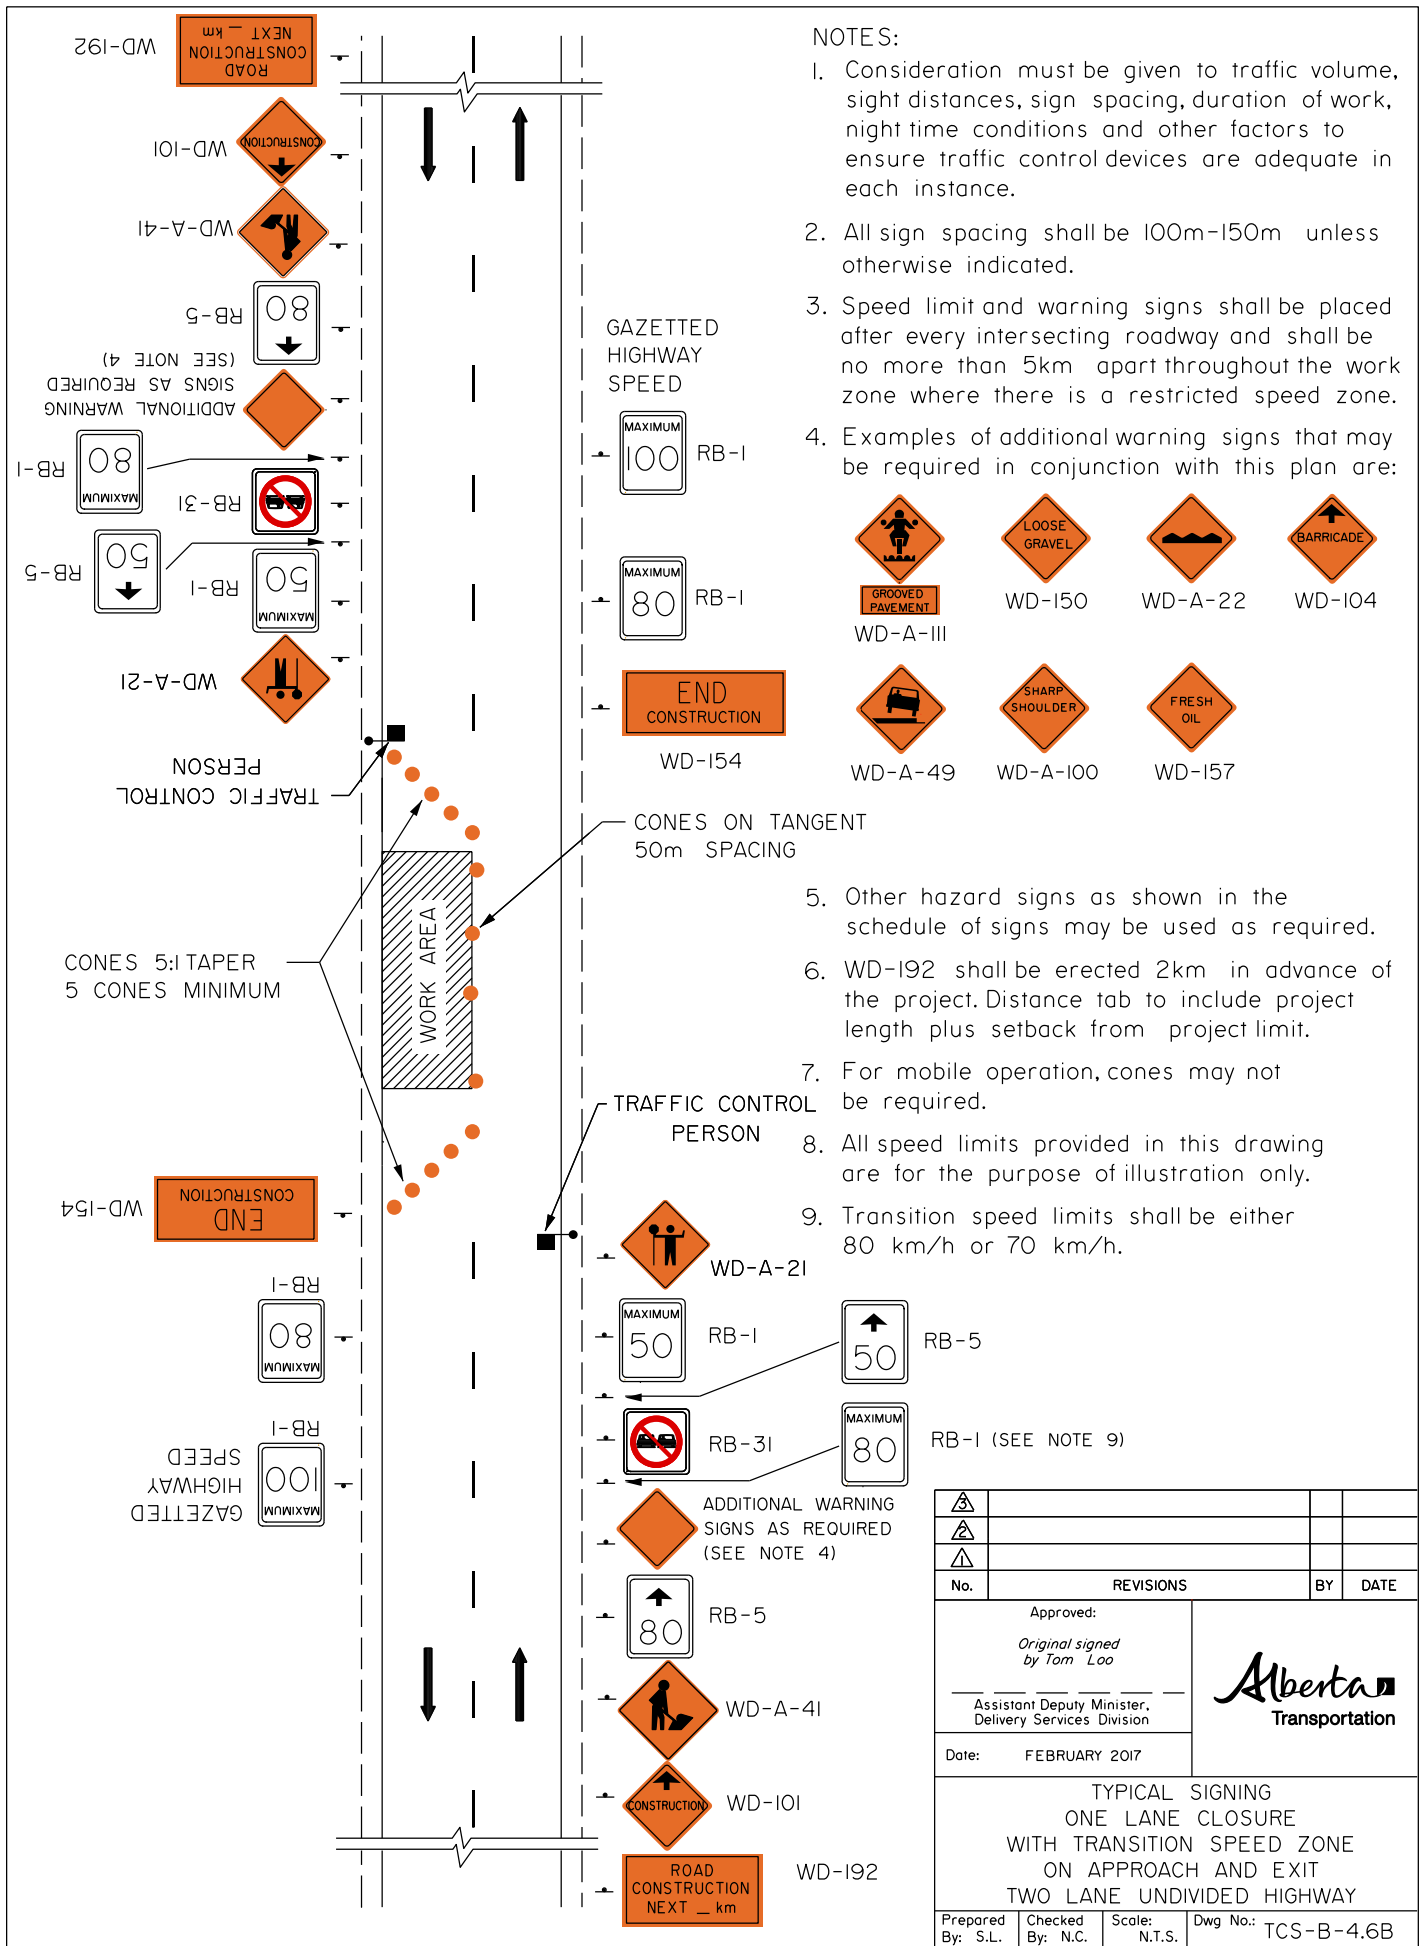 WD-192
ROAD
CONSTRUCTION
NEXT _ km
WD-101
CONSTRUCTION
WD-A-41
RB-5
80
ADDITIONAL WARNING
SIGNS AS REQUIRED
(SEE NOTE 4)
RB-1
MAXIMUM
80
RB-31
RB-5
50
RB-1
MAXIMUM
50
WD-A-21
TRAFFIC CONTROL
PERSON
CONES 5:1 TAPER
5 CONES MINIMUM
WORK AREA
WD-154
END
CONSTRUCTION
RB-1
MAXIMUM
80
RB-1
MAXIMUM
100
GAZETTED
HIGHWAY
SPEED
GAZETTED
HIGHWAY
SPEED
MAXIMUM
100
RB-1
MAXIMUM
80
RB-1
END
CONSTRUCTION
WD-154
CONES ON TANGENT
50m SPACING
TRAFFIC CONTROL
PERSON
WD-A-21
MAXIMUM
50
RB-1
50
RB-5
RB-31
MAXIMUM
80
RB-1 (SEE NOTE 9)
ADDITIONAL WARNING
SIGNS AS REQUIRED
(SEE NOTE 4)
80
RB-5
WD-A-41
CONSTRUCTION
WD-101
ROAD
CONSTRUCTION
NEXT _ km
WD-192
NOTES:
1. Consideration must be given to traffic volume,
sight distances, sign spacing, duration of work,
night time conditions and other factors to
ensure traffic control devices are adequate in
each instance.
2. All sign spacing shall be 100m-150m unless
otherwise indicated.
3. Speed limit and warning signs shall be placed
after every intersecting roadway and shall be
no more than 5km apart throughout the work
zone where there is a restricted speed zone.
4. Examples of additional warning signs that may
be required in conjunction with this plan are:
GROOVED
PAVEMENT
WD-A-111
LOOSE
GRAVEL
WD-150
WD-A-22
BARRICADE
WD-104
WD-A-49
SHARP
SHOULDER
WD-A-100
FRESH
OIL
WD-157
5. Other hazard signs as shown in the
schedule of signs may be used as required.
6. WD-192 shall be erected 2km in advance of
the project. Distance tab to include project
length plus setback from project limit.
7. For mobile operation, cones may not
be required.
8. All speed limits provided in this drawing
are for the purpose of illustration only.
9. Transition speed limits shall be either
80 km/h or 70 km/h.
3
2
1
No. REVISIONS BY DATE
Approved:
Original signed
by Tom Loo
Assistant Deputy Minister,
Delivery Services Division
Date: FEBRUARY 2017
Alberta
Transportation
TYPICAL SIGNING
ONE LANE CLOSURE
WITH TRANSITION SPEED ZONE
ON APPROACH AND EXIT
TWO LANE UNDIVIDED HIGHWAY
Prepared
By: S.L.
Checked
By: N.C.
Scale:
N.T.S.
Dwg No.: TCS-B-4.6B